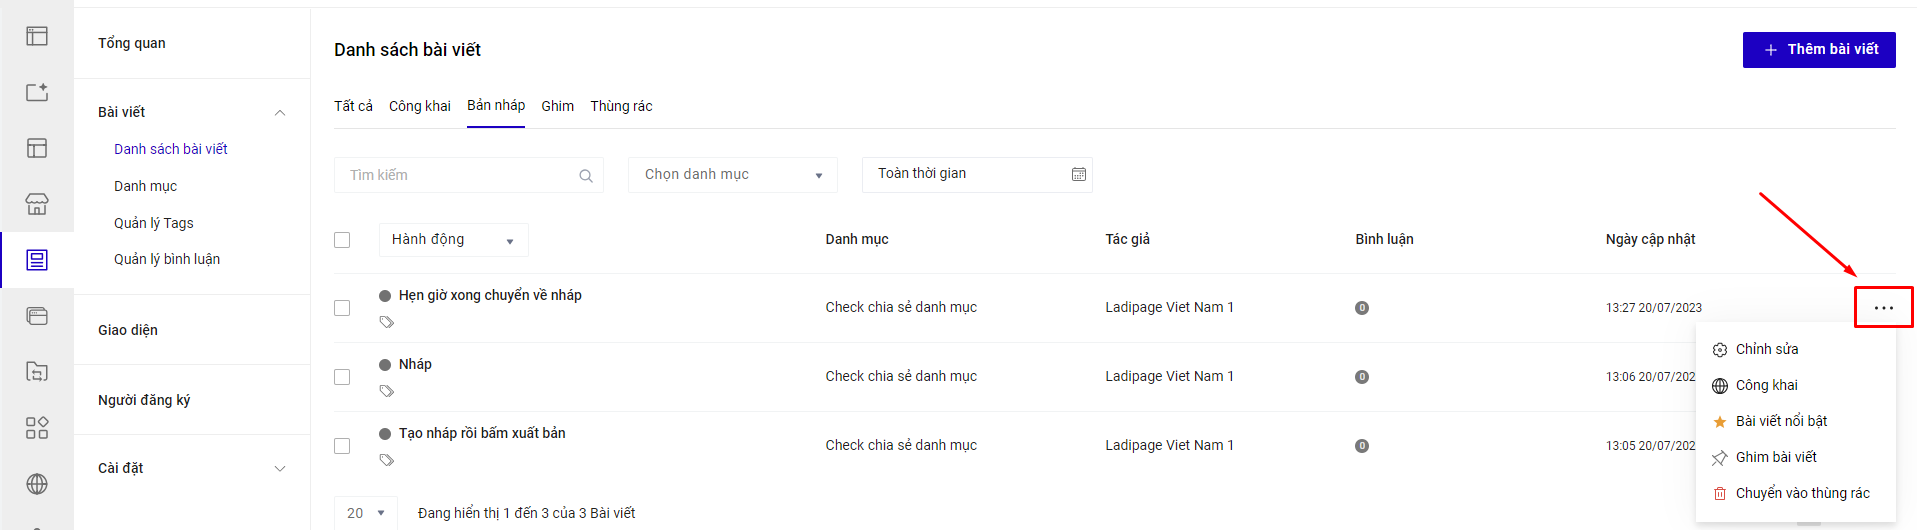 Tổng quan
Bài viết
Danh sách bài viết
Danh mục
Quản lý Tags
Quản lý bình luận
Giao diện
Người đăng ký
Cài đặt
Danh sách bài viết
+ Thêm bài viết
Tất cả Công khai Bản nháp Ghim Thùng rác
Tìm kiếm Chọn danh mục Toàn thời gian
Hành động Danh mục Tác giả Bình luận Ngày cập nhật
Hẹn giờ xong chuyển về nháp Check chia sẻ danh mục Ladipage Viet Nam 1 0 13:27 20/07/2023
Nháp Check chia sẻ danh mục Ladipage Viet Nam 1 0 13:06 20/07/202
Tạo nháp rồi bấm xuất bản Check chia sẻ danh mục Ladipage Viet Nam 1 0 13:05 20/07/202
Chỉnh sửa
Công khai
Bài viết nổi bật
Ghim bài viết
Chuyển vào thùng rác
20 Đang hiển thị 1 đến 3 của 3 Bài viết